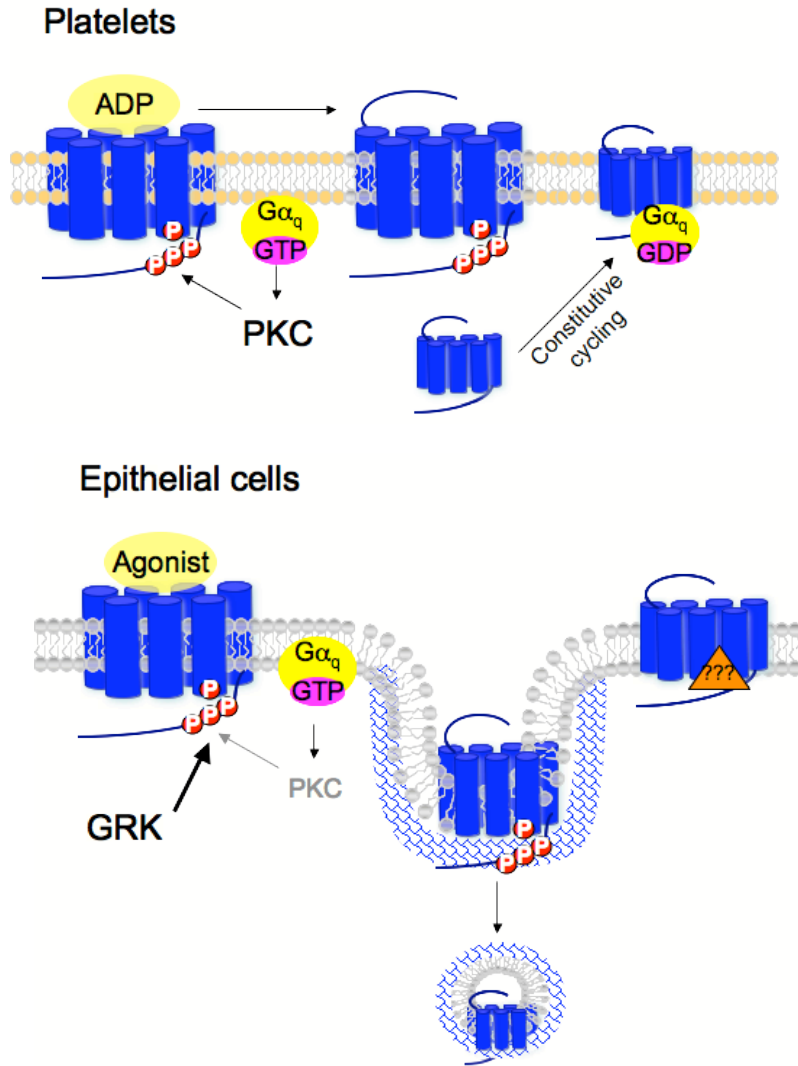 Platelets
ADP
Gαq
GTP
P
P
P
P
PKC
P
P
P
P
Gαq
GDP
Constitutive
cycling
Epithelial cells
Agonist
Gαq
GTP
P
P
P
P
PKC
GRK
P
P
P
P
???